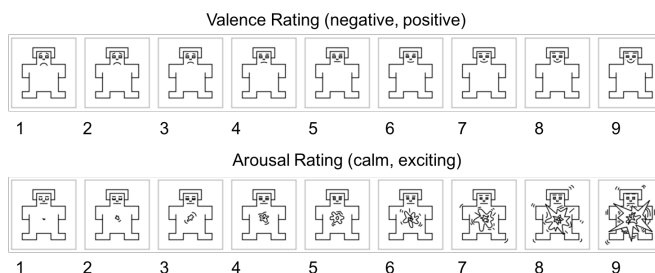 Valence Rating (negative, positive)
1 2 3 4 5 6 7 8 9
Arousal Rating (calm, exciting)
1 2 3 4 5 6 7 8 9